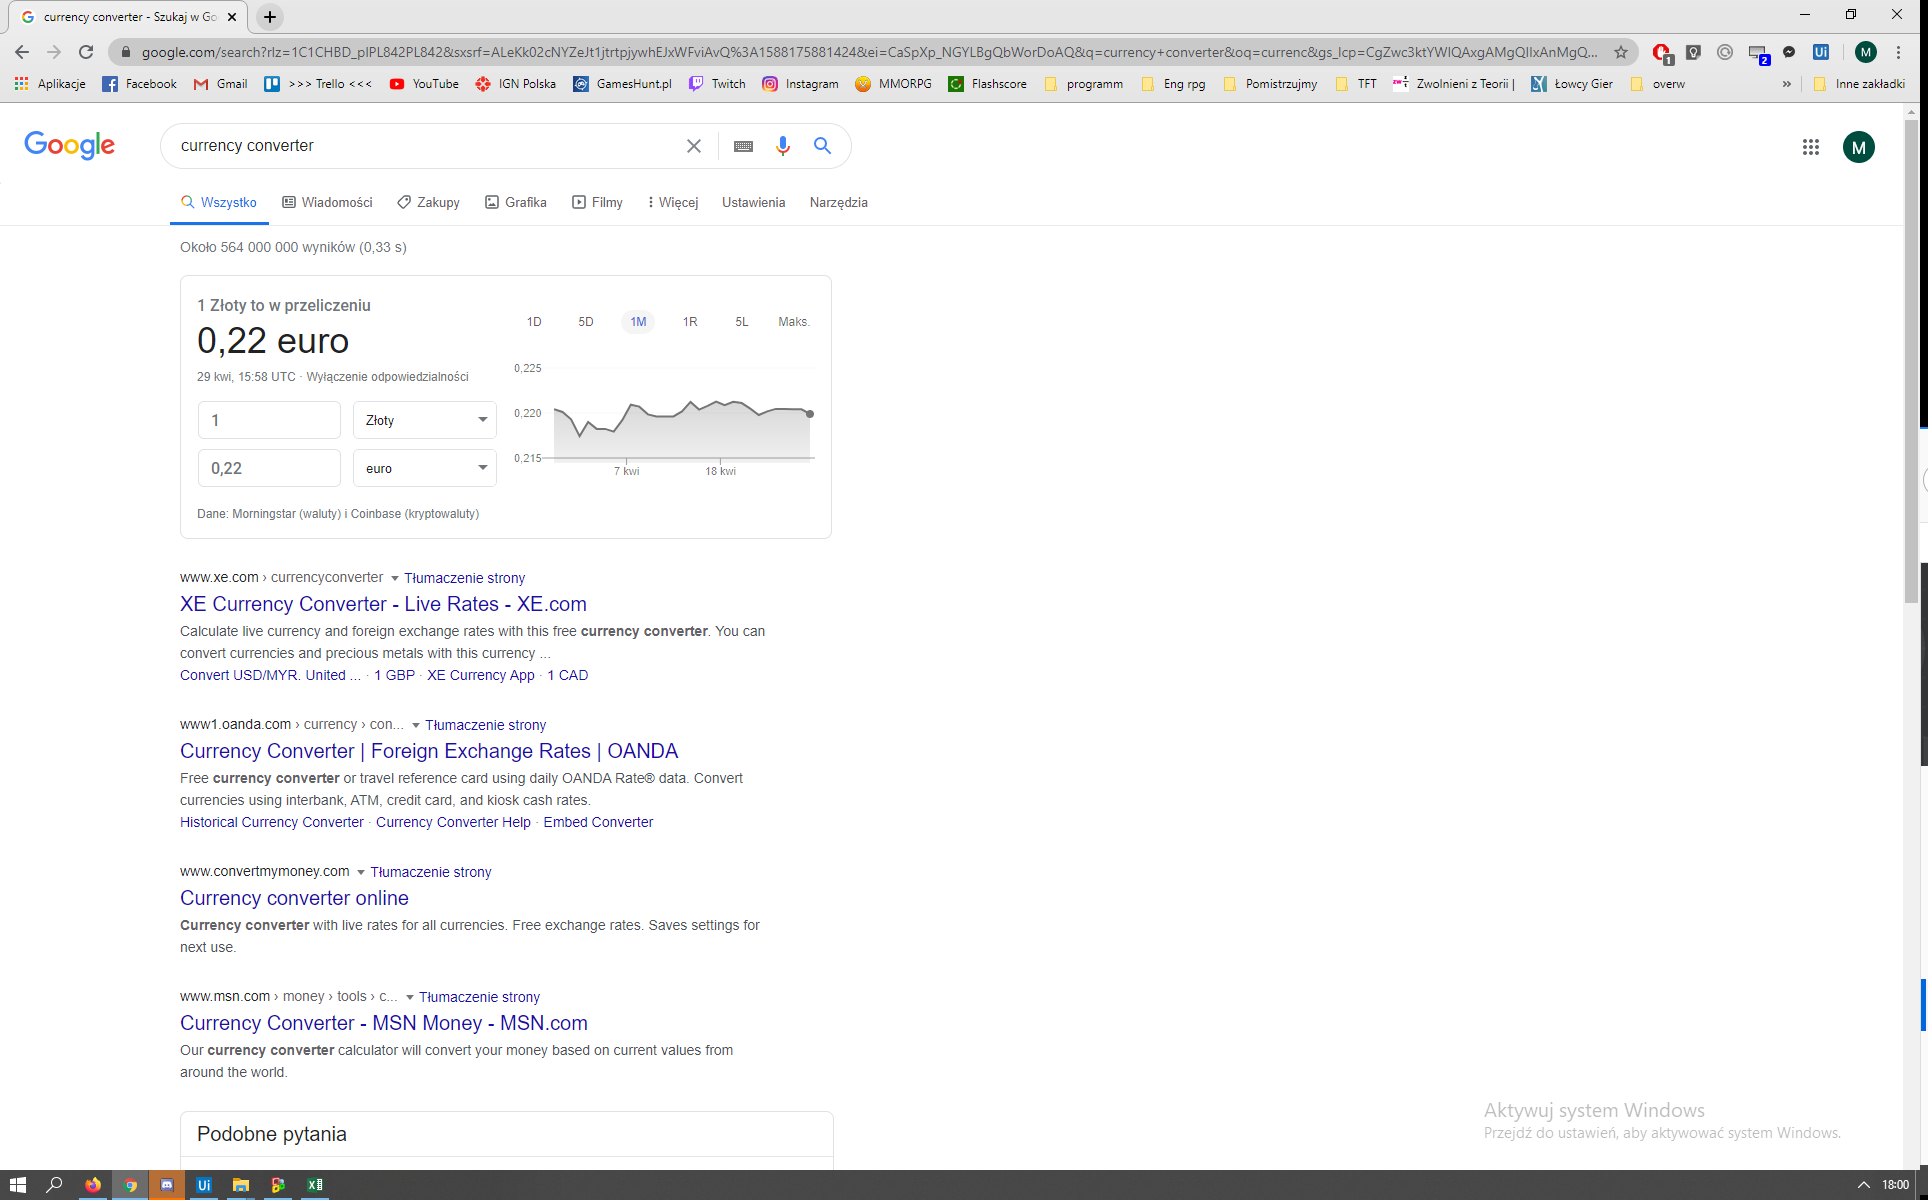 currency converter - Szukaj w Go
google.com/search?rlz=1C1CHBD_plPL842PL842&sxsrf=ALeKk02cNYZeJt1jtrtpjywhEJxWFviAvQ%3A1588175881424&ei=CaSpXp_NGYLBgQbWorDoAQ&q=currency+converter&oq=currenc&gs_lcp=CgZwc3ktYWIQAxgAMgQIIxAnMgQ...
1
2
Ui
M
Aplikacje Facebook Gmail >>> Trello <<< YouTube IGN Polska GamesHunt.pl Twitch Instagram MMORPG Flashscore programm Eng rpg Pomistrzujmy TFT Zwolnieni z Teorii | Łowcy Gier overw » Inne zakładki
Google
currency converter
M
Wszystko Wiadomości Zakupy Grafika Filmy Więcej Ustawienia Narzędzia
Około 564 000 000 wyników (0,33 s)
1 Złoty to w przeliczeniu
0,22 euro
29 kwi, 15:58 UTC · Wyłączenie odpowiedzialności
1 Złoty
0,22 euro
1D 5D 1M 1R 5L Maks.
0,225
0,220
0,215
7 kwi 18 kwi
Dane: Morningstar (waluty) i Coinbase (kryptowaluty)
www.xe.com › currencyconverter Tłumaczenie strony
XE Currency Converter - Live Rates - XE.com
Calculate live currency and foreign exchange rates with this free currency converter. You can
convert currencies and precious metals with this currency ...
Convert USD/MYR. United ... · 1 GBP · XE Currency App · 1 CAD
www1.oanda.com › currency › con... Tłumaczenie strony
Currency Converter | Foreign Exchange Rates | OANDA
Free currency converter or travel reference card using daily OANDA Rate® data. Convert
currencies using interbank, ATM, credit card, and kiosk cash rates.
Historical Currency Converter · Currency Converter Help · Embed Converter
www.convertmymoney.com Tłumaczenie strony
Currency converter online
Currency converter with live rates for all currencies. Free exchange rates. Saves settings for
next use.
www.msn.com › money › tools › c... Tłumaczenie strony
Currency Converter - MSN Money - MSN.com
Our currency converter calculator will convert your money based on current values from
around the world.
Podobne pytania
Aktywuj system Windows
Przejdź do ustawień, aby aktywować system Windows.
Ui
18:00